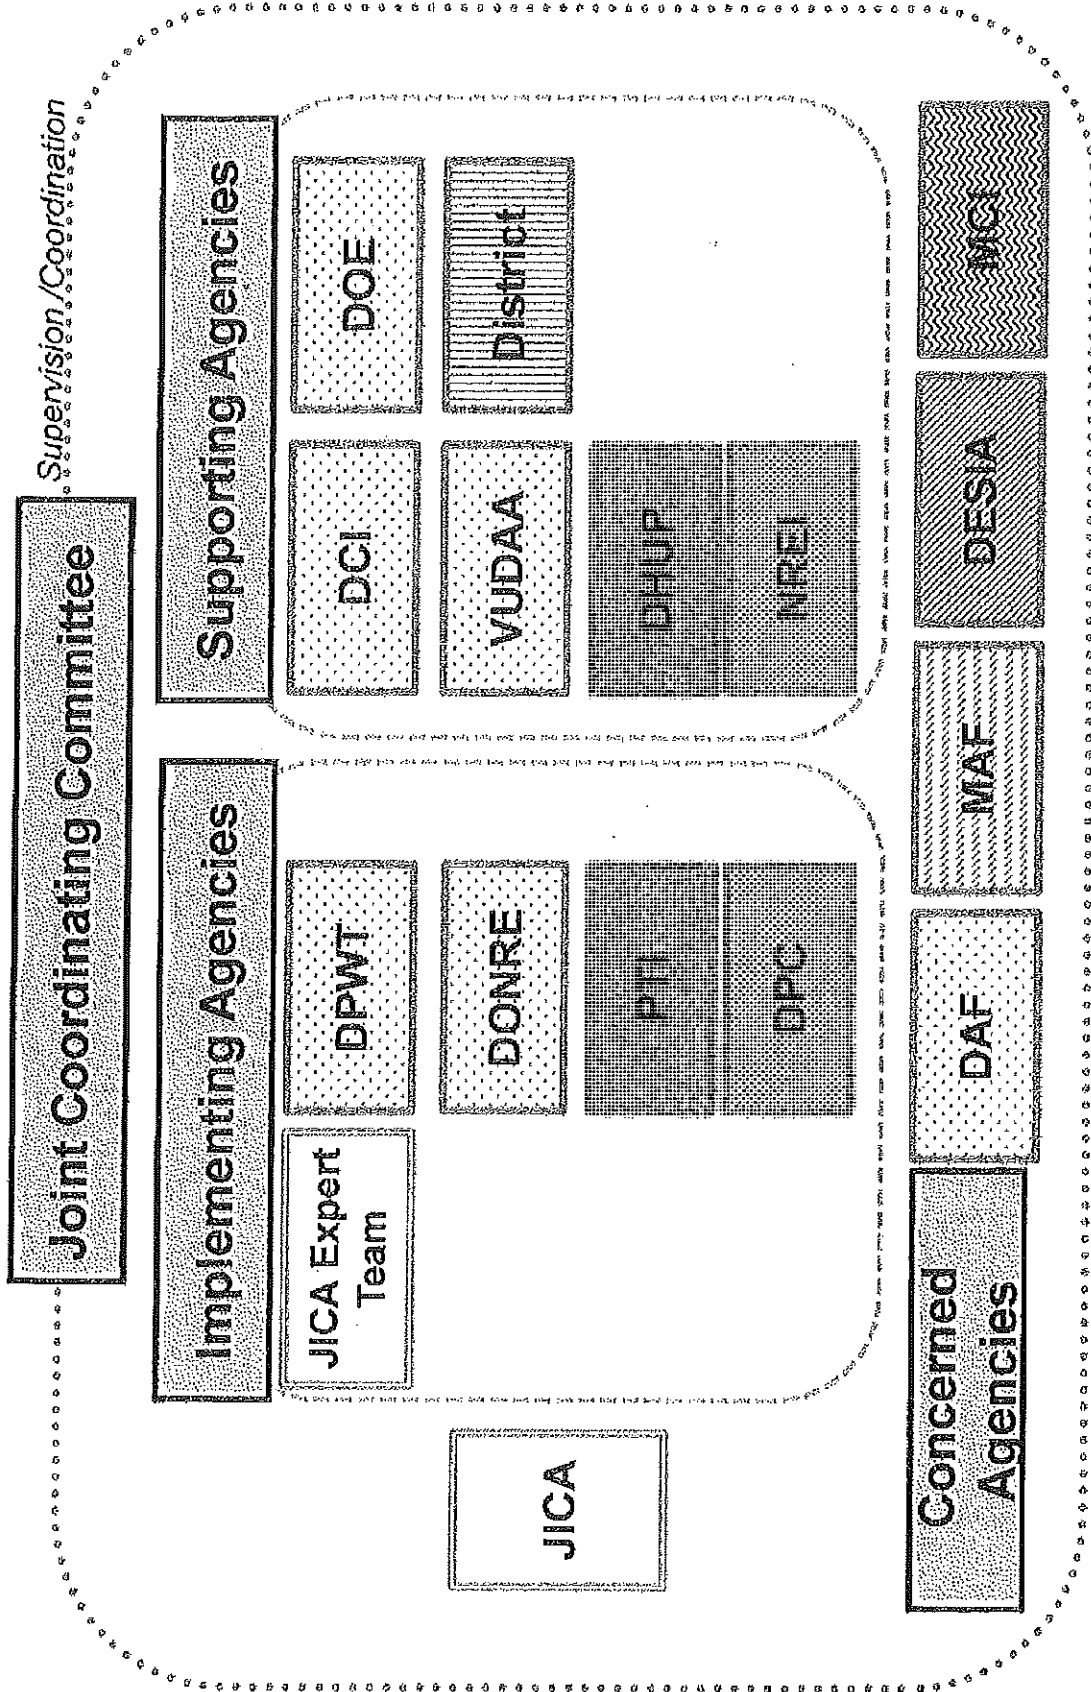 Joint Coordinating Committee
Supervision/Coordination
Implementing Agencies
Supporting Agencies
JICA
JICA Expert
Team
DPWT
DONRE
PTI
DPC
DCI
DOE
VUDAA
District
DHUP
NREI
Concerned
Agencies
DAF
MAF
DESIA
MCI